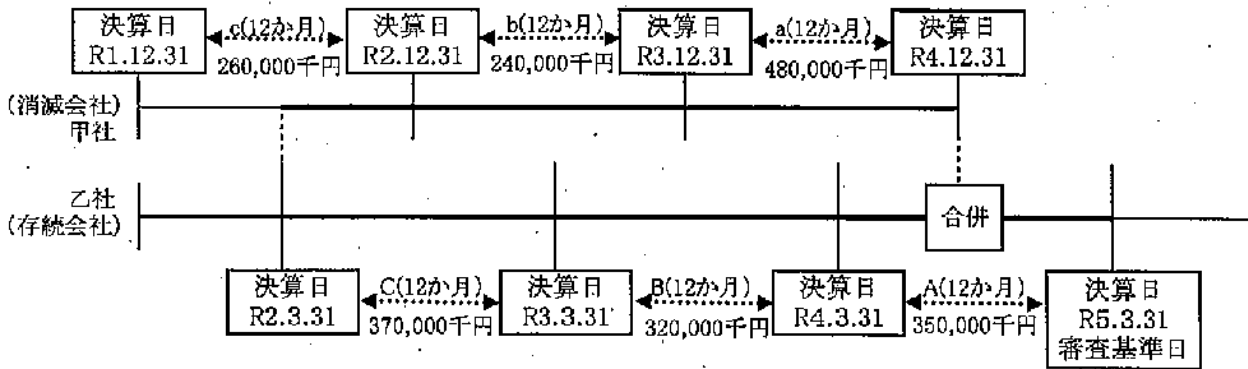 決算日
R1.12.31
c(12か月)
260,000千円
決算日
R2.12.31
b(12か月)
240,000千円
決算日
R3.12.31
a(12か月)
480,000千円
決算日
R4.12.31
(消滅会社)
甲社
乙社
(存続会社)
合併
決算日
R2.3.31
C(12か月)
370,000千円
決算日
R3.3.31
B(12か月)
320,000千円
決算日
R4.3.31
A(12か月)
350,000千円
決算日
R5.3.31
審査基準日